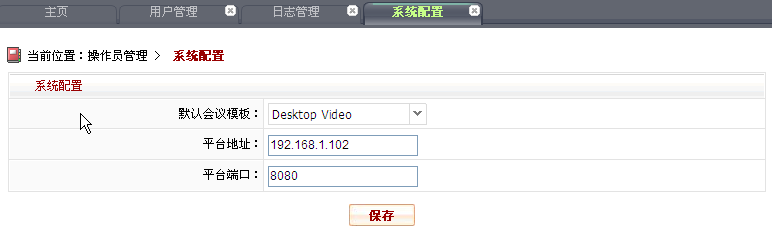 主页 用户管理 日志管理 系统配置
当前位置：操作员管理 > 系统配置
系统配置
默认会议模板： Desktop Video
平台地址： 192.168.1.102
平台端口： 8080
保存